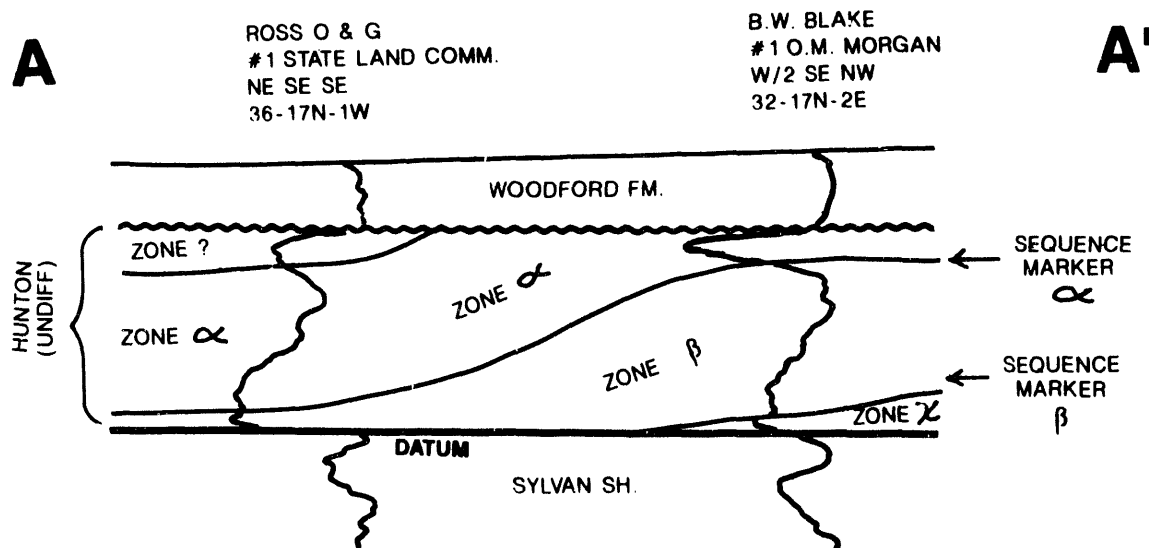 A
ROSS O & G
#1 STATE LAND COMM.
NE SE SE
36-17N-1W
B.W. BLAKE
#1 O.M. MORGAN
W/2 SE NW
32-17N-2E
A'
WOODFORD FM.
HUNTON
(UNDIFF)
ZONE ?
ZONE α
ZONE α
ZONE β
ZONE γ
SEQUENCE
MARKER
α
SEQUENCE
MARKER
β
DATUM
SYLVAN SH.